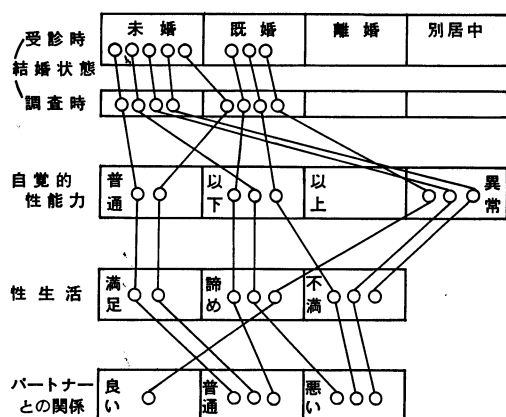 未婚 既婚 離婚 別居中
受診時
結婚状態
調査時
自覚的性能力
普通 以下 以上 異常
性生活
満足 諦め 不満
パートナーとの関係
良い 普通 悪い